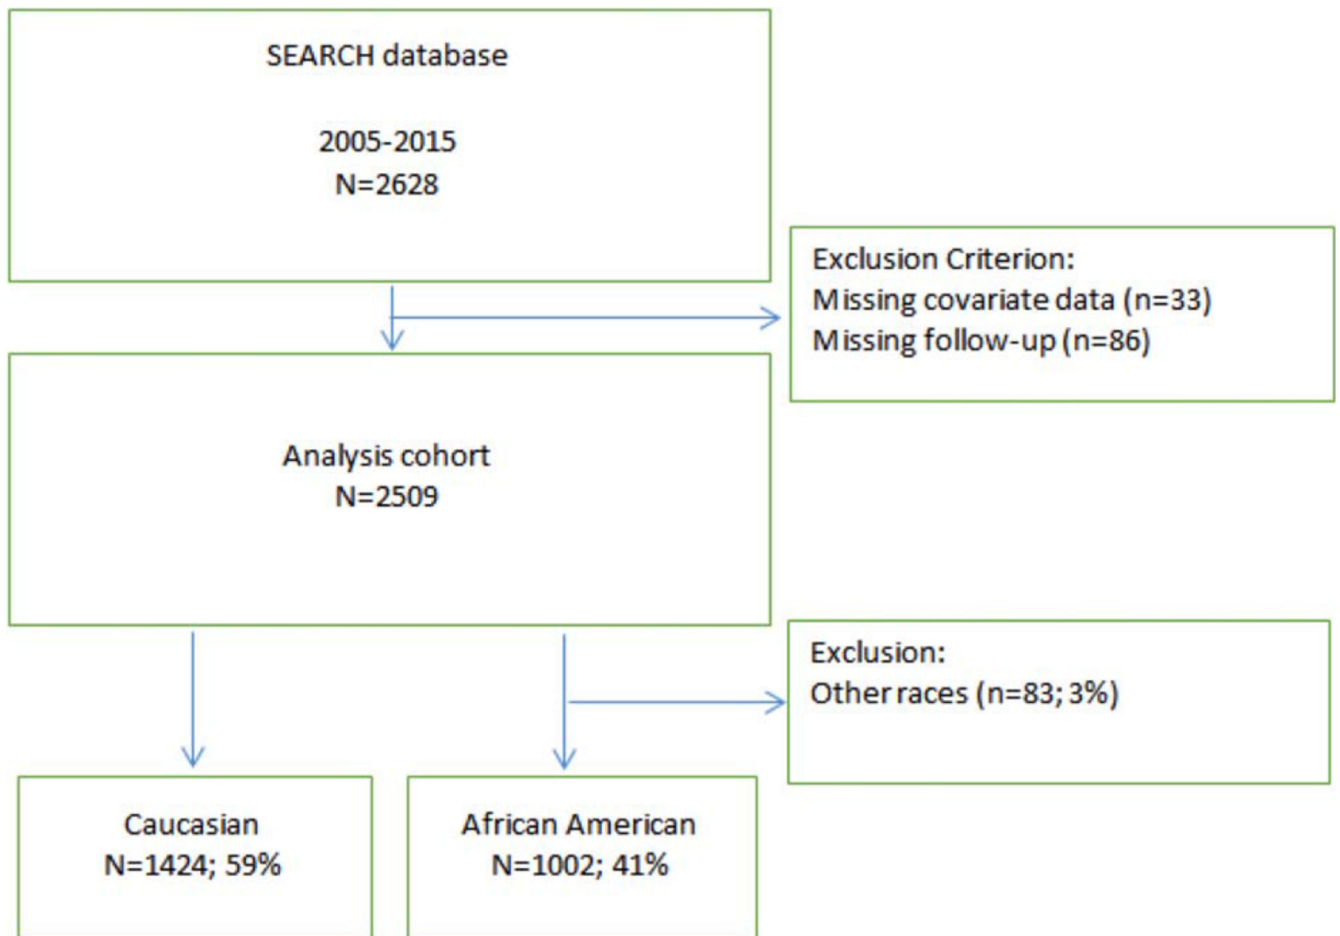 SEARCH database
2005-2015
N=2628
Exclusion Criterion:
Missing covariate data (n=33)
Missing follow-up (n=86)
Analysis cohort
N=2509
Exclusion:
Other races (n=83; 3%)
Caucasian
N=1424; 59%
African American
N=1002; 41%